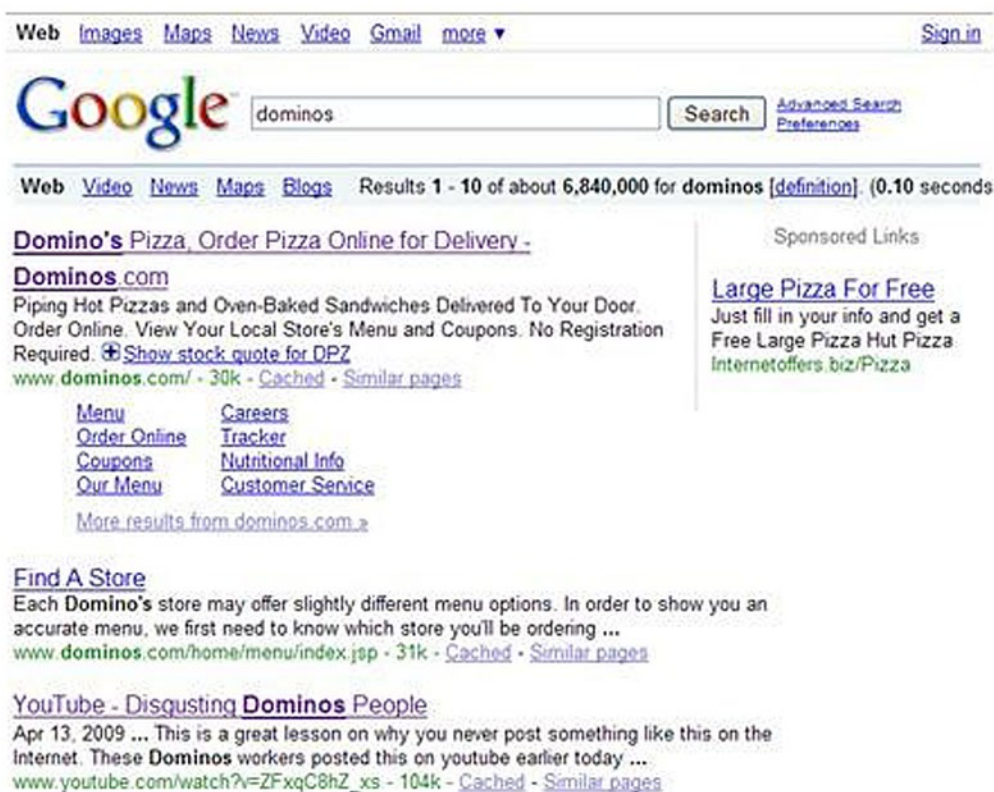 Web Images Maps News Video Gmail more ▼ Sign in
Google dominos Search Advanced Search
Preferences
Web Video News Maps Blogs Results 1 - 10 of about 6,840,000 for dominos [definition]. (0.10 seconds
Domino's Pizza, Order Pizza Online for Delivery -
Dominos.com
Piping Hot Pizzas and Oven-Baked Sandwiches Delivered To Your Door.
Order Online. View Your Local Store's Menu and Coupons. No Registration
Required. Show stock quote for DPZ
www.dominos.com/ - 30k - Cached - Similar pages
Menu Careers
Order Online Tracker
Coupons Nutritional Info
Our Menu Customer Service
More results from dominos.com »
Sponsored Links
Large Pizza For Free
Just fill in your info and get a
Free Large Pizza Hut Pizza
Internetoffers.biz/Pizza
Find A Store
Each Domino's store may offer slightly different menu options. In order to show you an
accurate menu, we first need to know which store you'll be ordering ...
www.dominos.com/home/menu/index.jsp - 31k - Cached - Similar pages
YouTube - Disgusting Dominos People
Apr 13, 2009 ... This is a great lesson on why you never post something like this on the
Internet. These Dominos workers posted this on youtube earlier today ...
www.youtube.com/watch?v=ZFxqC8hZ_xs - 104k - Cached - Similar pages